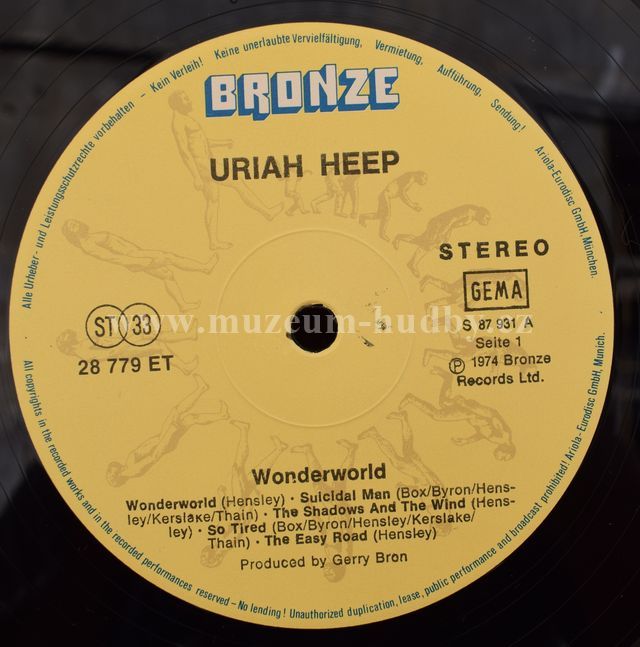 Alle Urheber- und Leistungsschutzrechte vorbehalten - Kein Verleih! Keine unerlaubte Vervielfältigung, Vermietung, Aufführung, Sendung! Ariola-Eurodisc GmbH, München.
BRONZE
URIAH HEEP
STEREO
GEMA
ST 33
S 87 931 A
Seite 1
28 779 ET
℗ 1974 Bronze
Records Ltd.
www.muzeum-hudby.cz
Wonderworld
Wonderworld (Hensley) · Suicidal Man (Box/Byron/Hens-
ley/Kerslake/Thain) · The Shadows And The Wind (Hens-
ley) · So Tired (Box/Byron/Hensley/Kerslake/
Thain) · The Easy Road (Hensley)
Produced by Gerry Bron
All copyrights in the recorded works and in the recorded performances reserved - No lending! Unauthorized duplication, lease, public performance and broadcast prohibited! Ariola-Eurodisc GmbH, Munich.